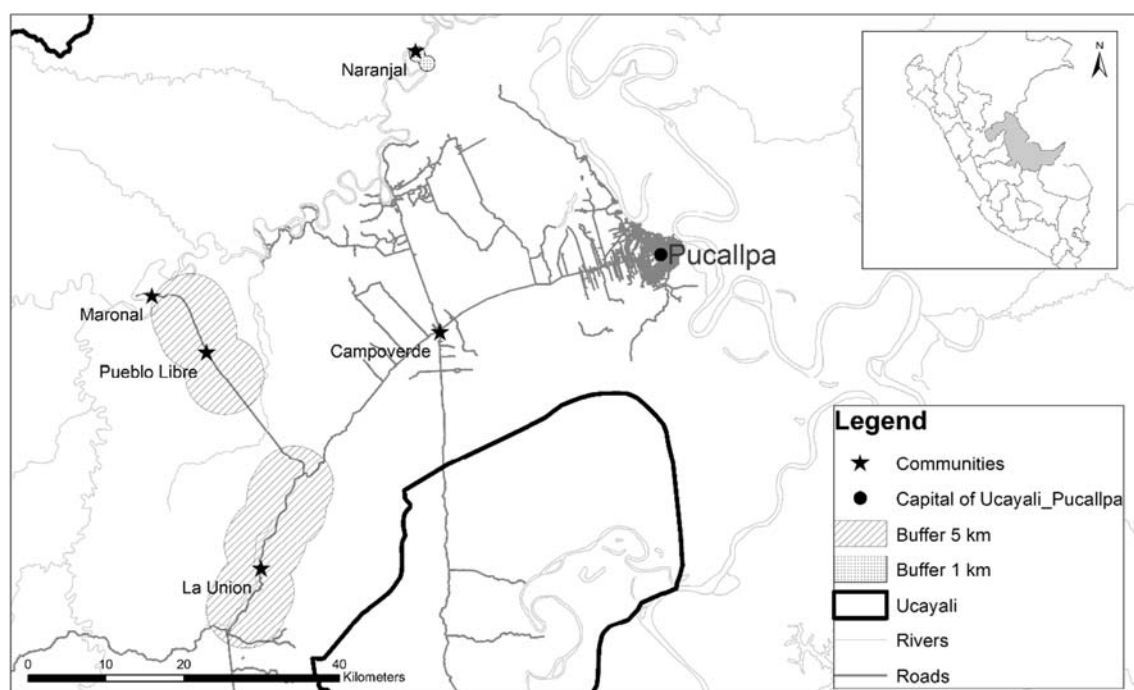 Naranjal
N
Pucallpa
Maronal
Campoverde
Pueblo Libre
La Union
Legend
Communities
Capital of Ucayali_Pucallpa
Buffer 5 km
Buffer 1 km
Ucayali
Rivers
Roads
0 10 20 40
Kilometers